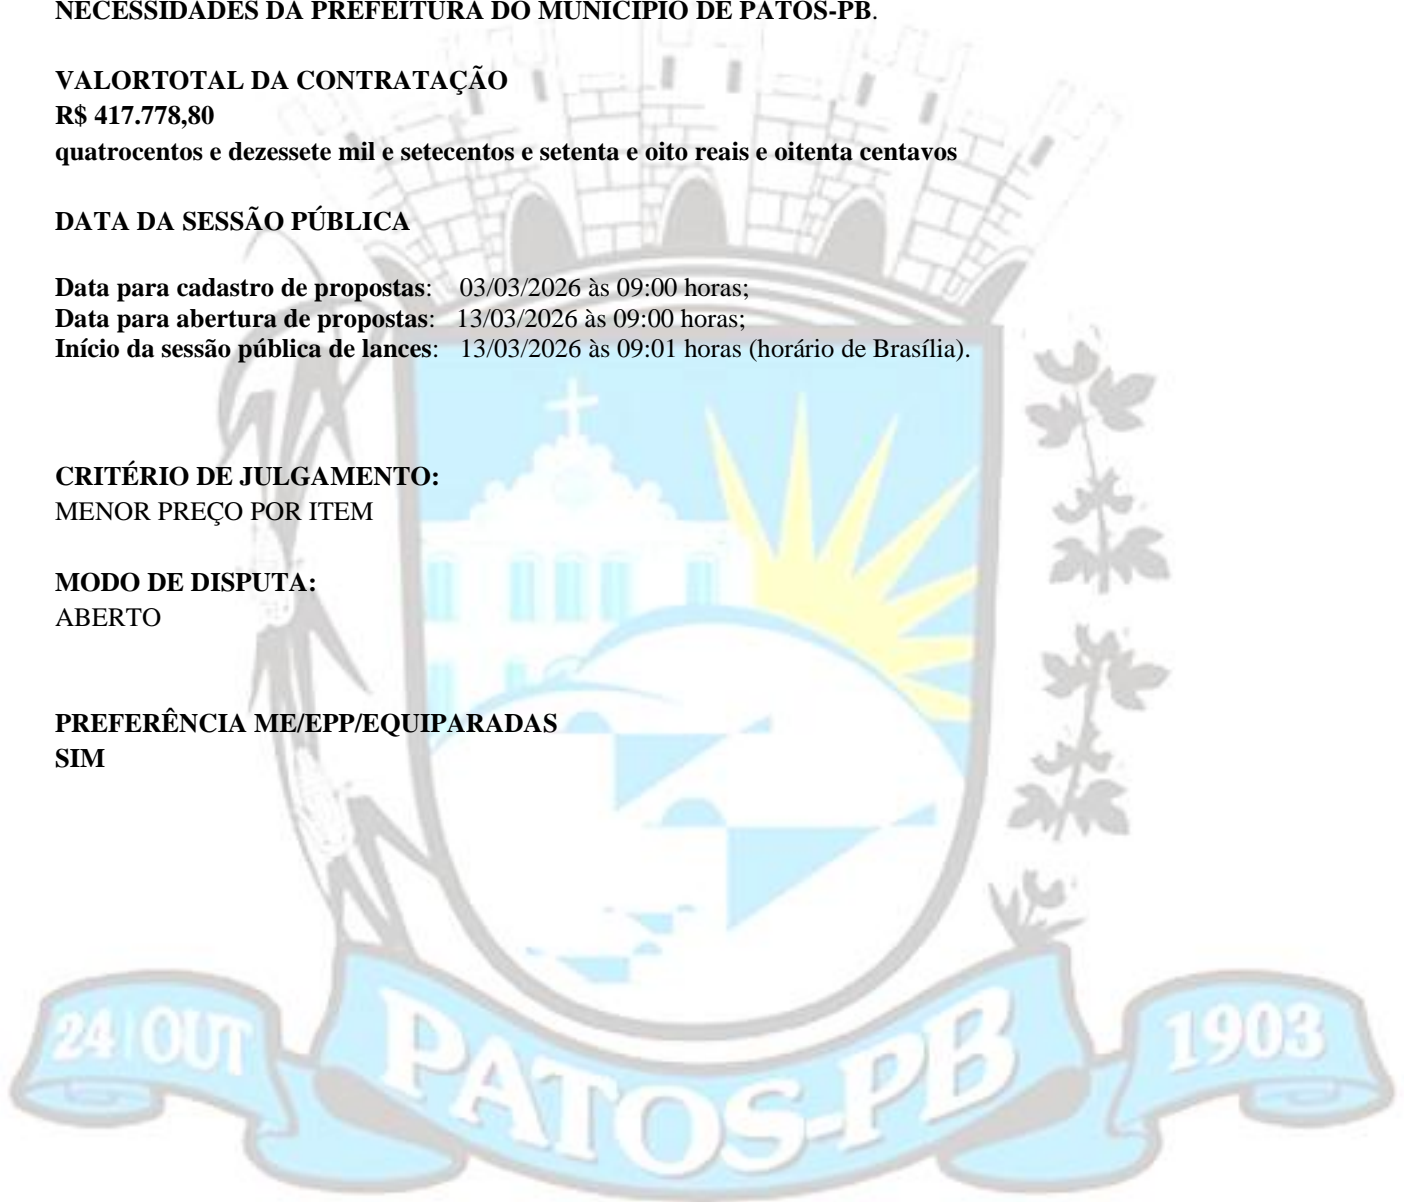 NECESSIDADES DA PREFEITURA DO MUNICÍPIO DE PATOS-PB.
VALORTOTAL DA CONTRATAÇÃO
R$ 417.778,80
quatrocentos e dezessete mil e setecentos e setenta e oito reais e oitenta centavos
DATA DA SESSÃO PÚBLICA
Data para cadastro de propostas: 03/03/2026 às 09:00 horas;
Data para abertura de propostas: 13/03/2026 às 09:00 horas;
Início da sessão pública de lances: 13/03/2026 às 09:01 horas (horário de Brasília).
CRITÉRIO DE JULGAMENTO:
MENOR PREÇO POR ITEM
MODO DE DISPUTA:
ABERTO
PREFERÊNCIA ME/EPP/EQUIPARADAS
SIM
24 OUT
PATOS-PB
1903